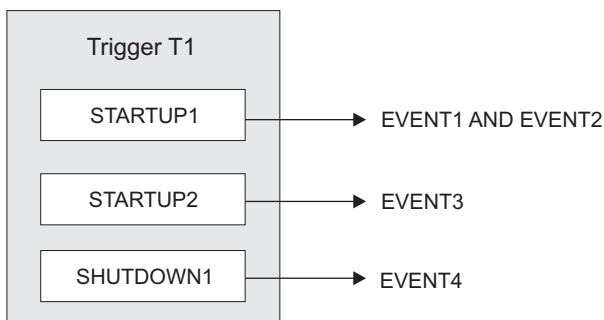 Trigger T1
STARTUP1
EVENT1 AND EVENT2
STARTUP2
EVENT3
SHUTDOWN1
EVENT4